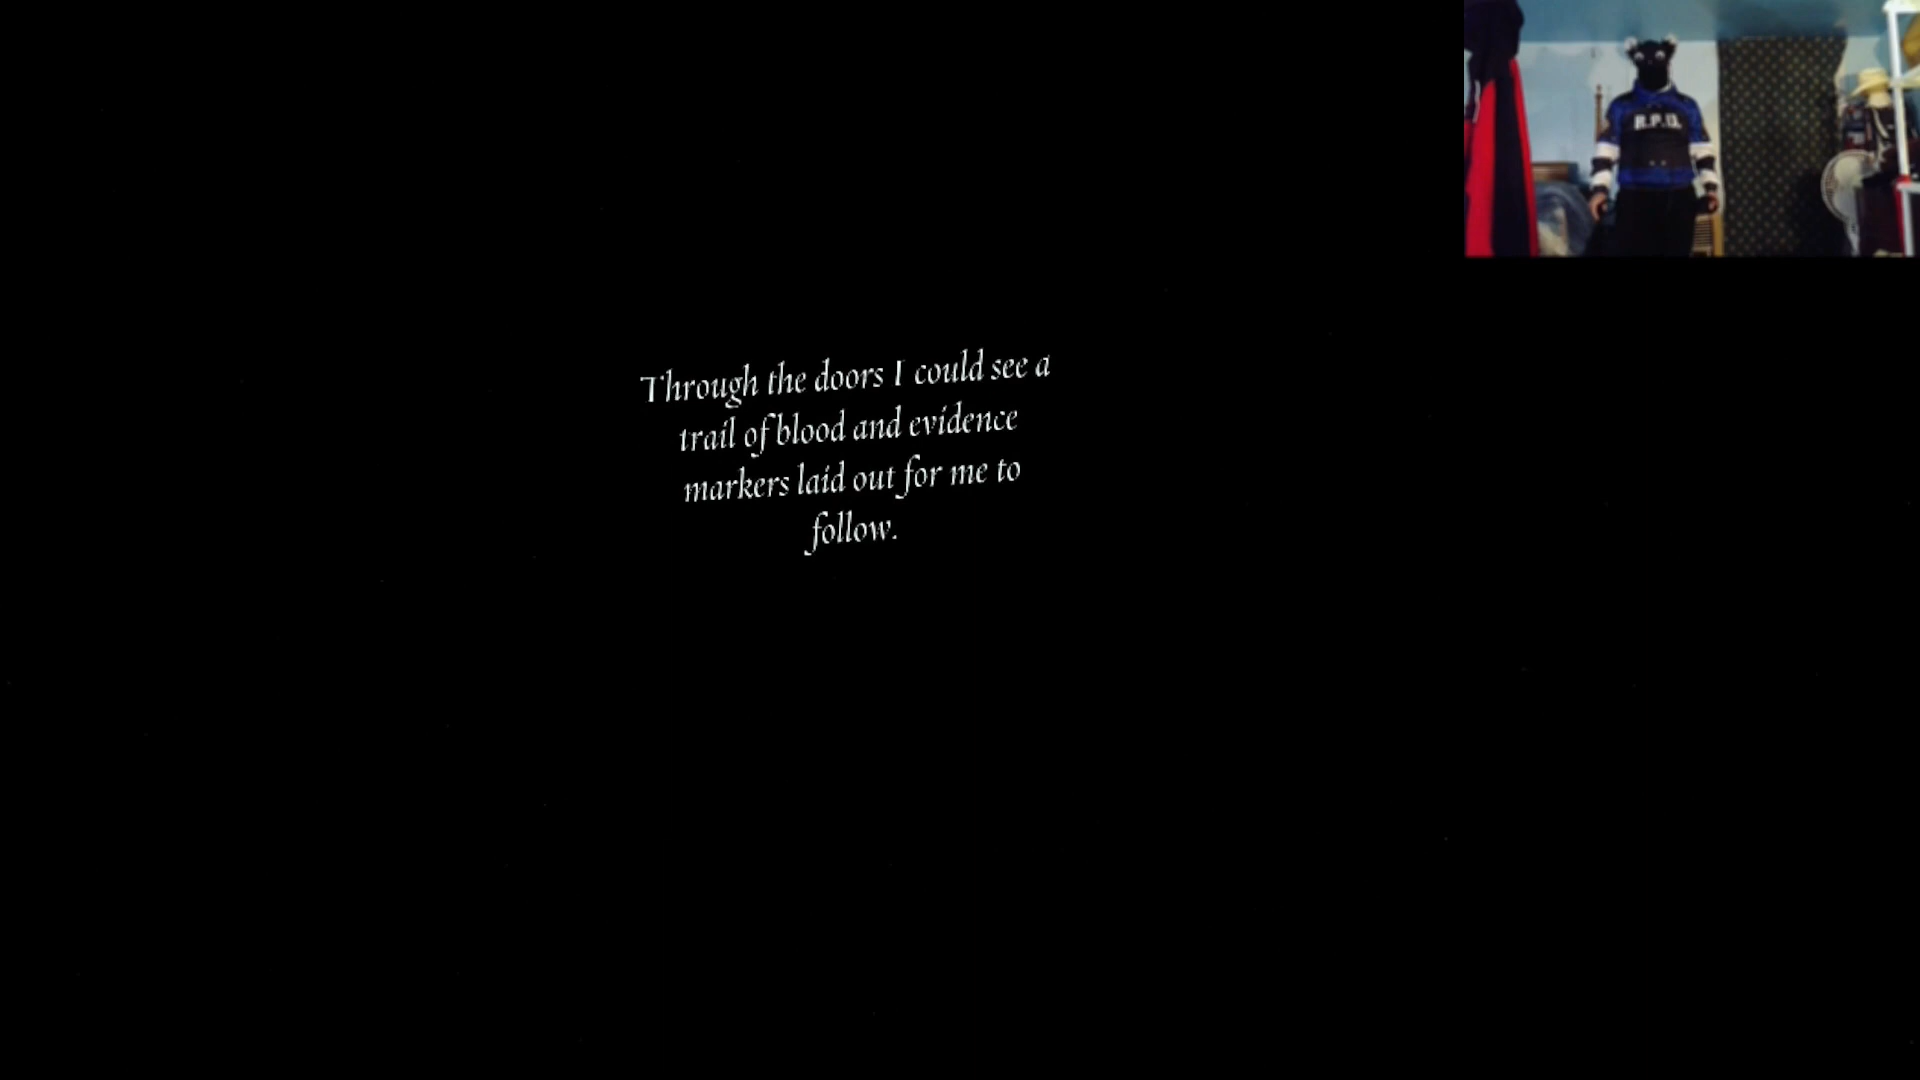 Through the doors I could see a
trail of blood and evidence
markers laid out for me to
follow.
R.P.D.